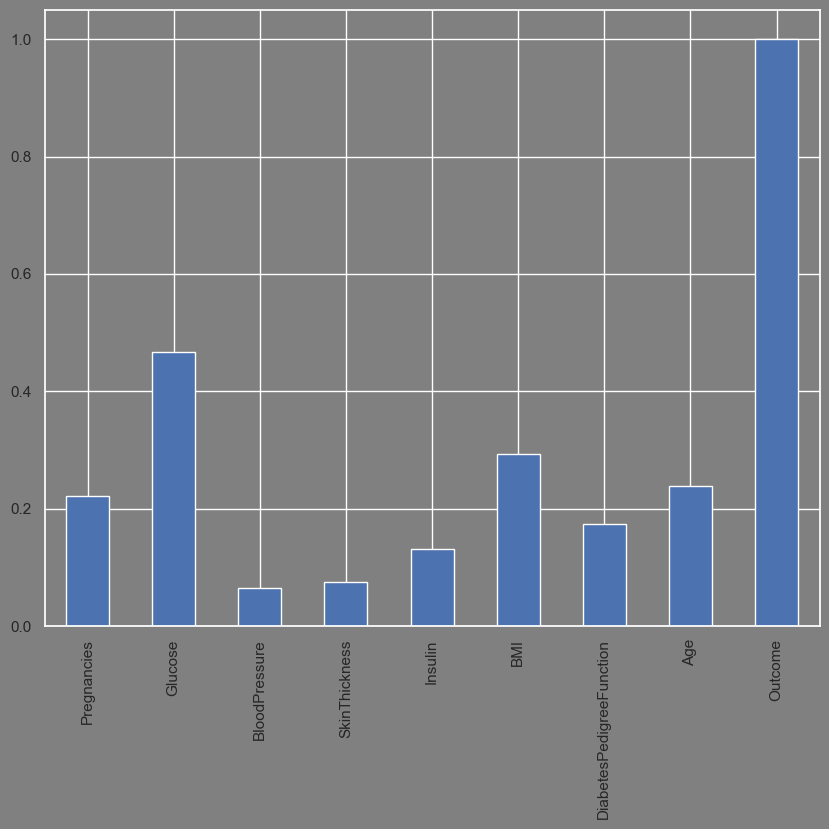 1.0
0.8
0.6
0.4
0.2
0.0
Pregnancies
Glucose
BloodPressure
SkinThickness
Insulin
BMI
DiabetesPedigreeFunction
Age
Outcome